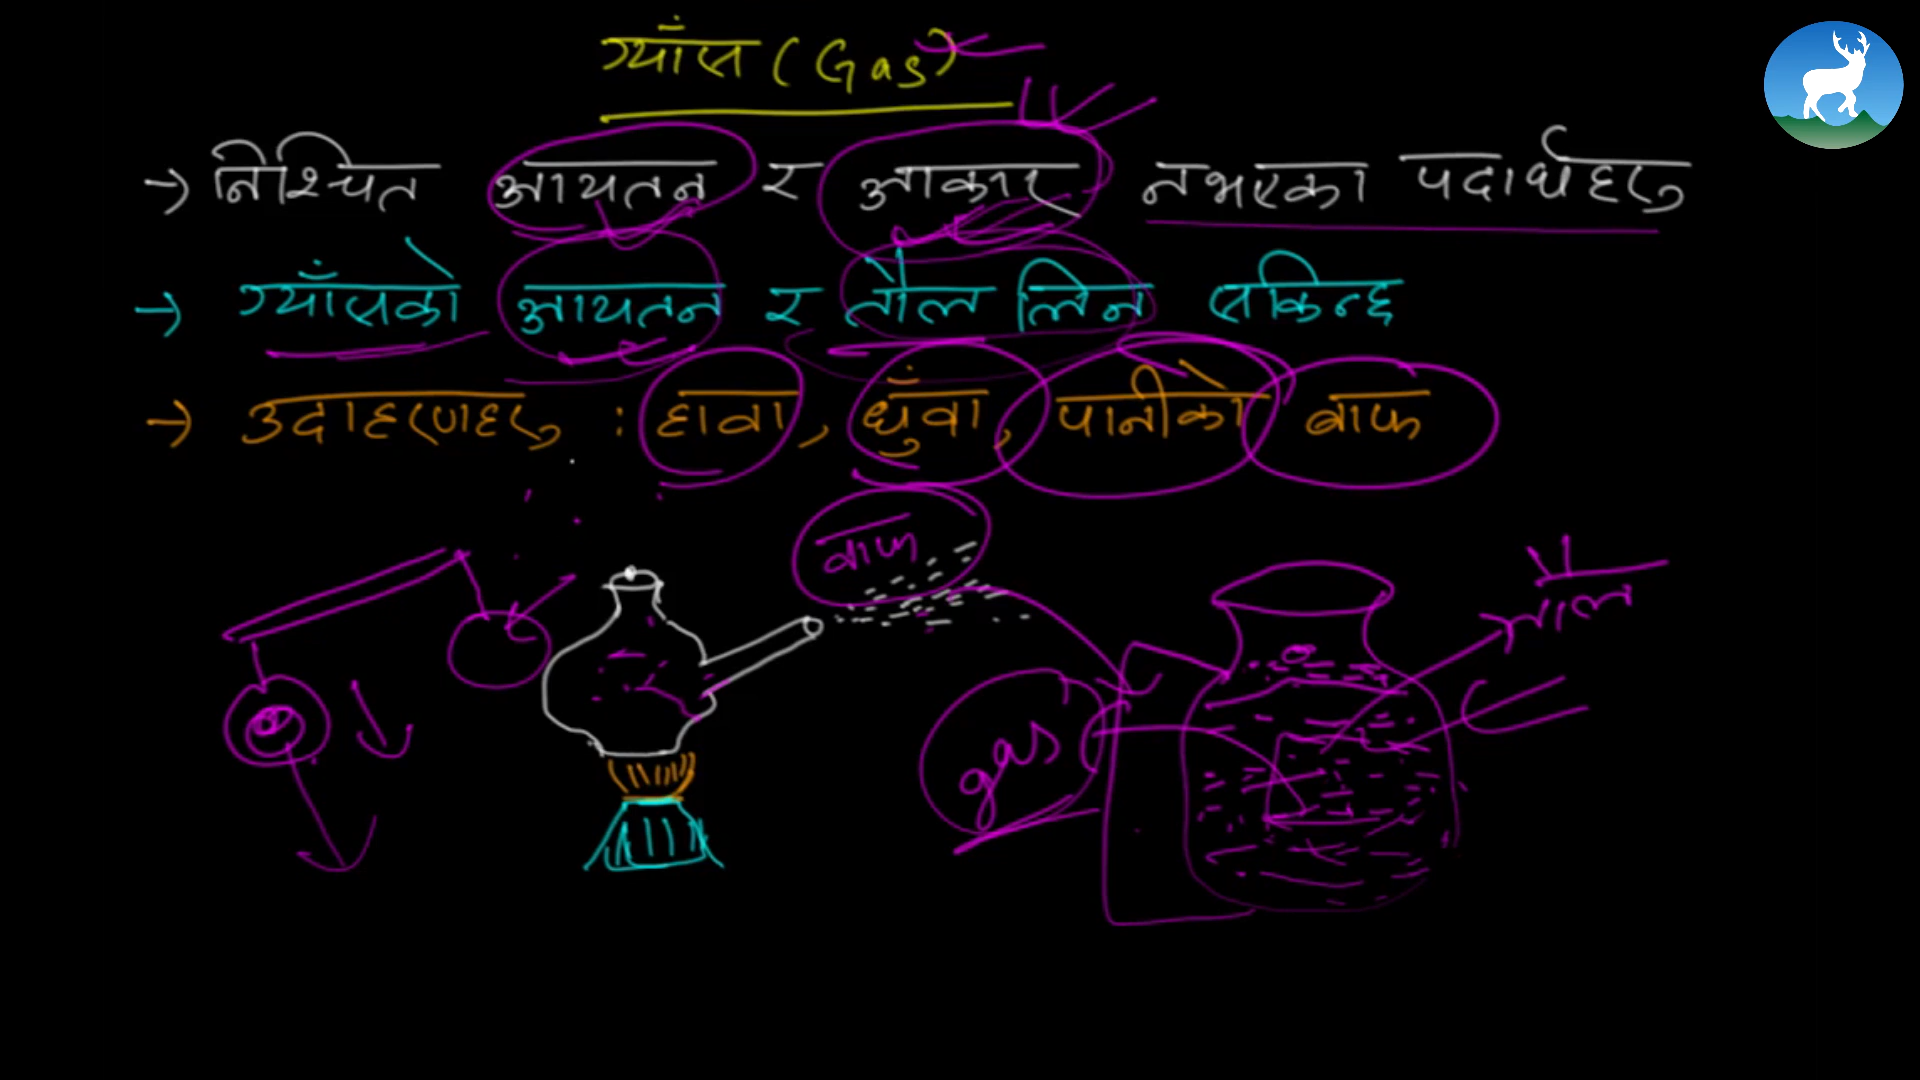 ग्याँस (Gas)
→ निश्चित आयतन र आकार नभएका पदार्थहरु
→ ग्याँसको आयतन र तौल लिन सकिन्छ
→ उदाहरणहरु : हावा, धुँवा, पानीको बाफ
बाफ
gas